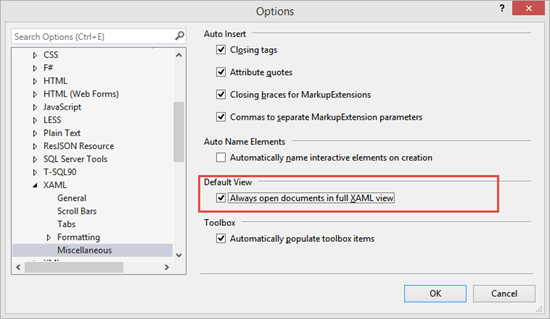 Options
Search Options (Ctrl+E)
CSS
F#
HTML
HTML (Web Forms)
JavaScript
LESS
Plain Text
ResJSON Resource
SQL Server Tools
T-SQL90
XAML
General
Scroll Bars
Tabs
Formatting
Miscellaneous
Auto Insert
Closing tags
Attribute quotes
Closing braces for MarkupExtensions
Commas to separate MarkupExtension parameters
Auto Name Elements
Automatically name interactive elements on creation
Default View
Always open documents in full XAML view
Toolbox
Automatically populate toolbox items
OK
Cancel